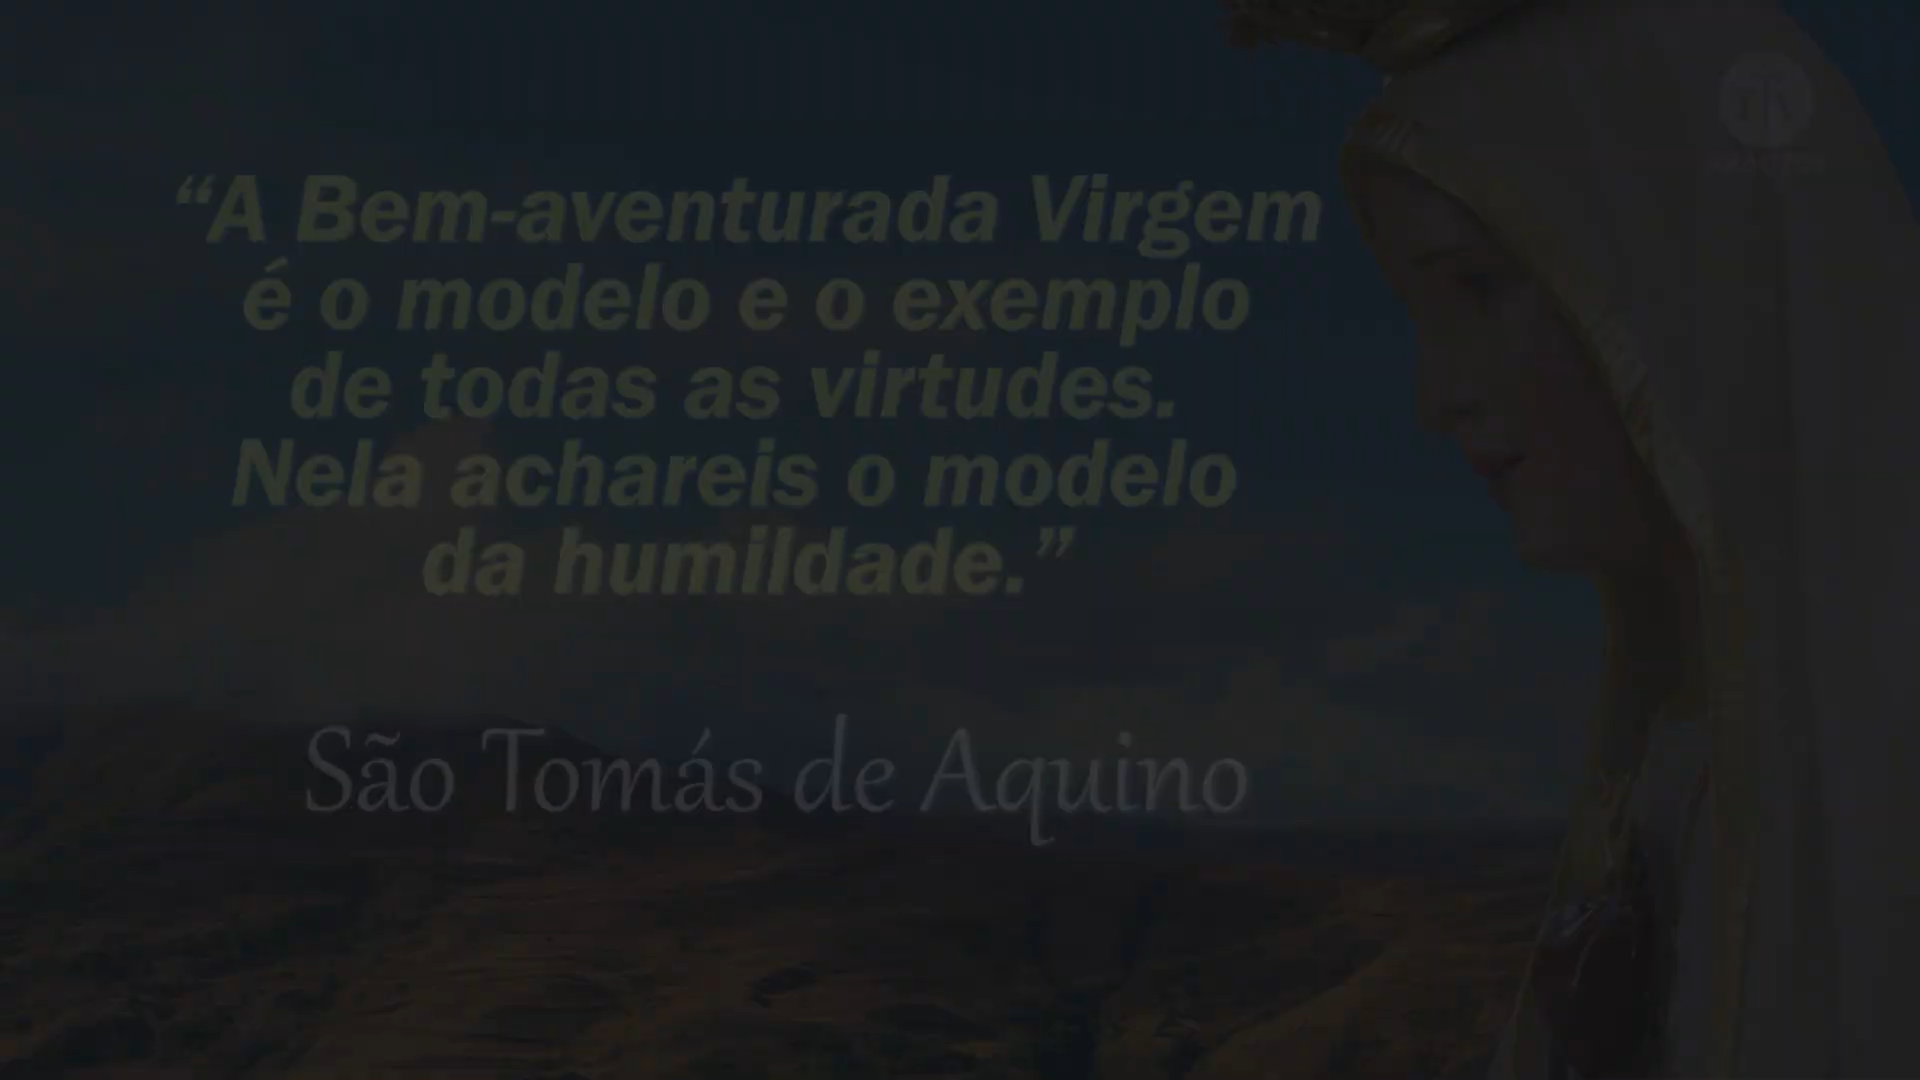 “A Bem-aventurada Virgem
é o modelo e o exemplo
de todas as virtudes.
Nela achareis o modelo
da humildade.”
São Tomás de Aquino